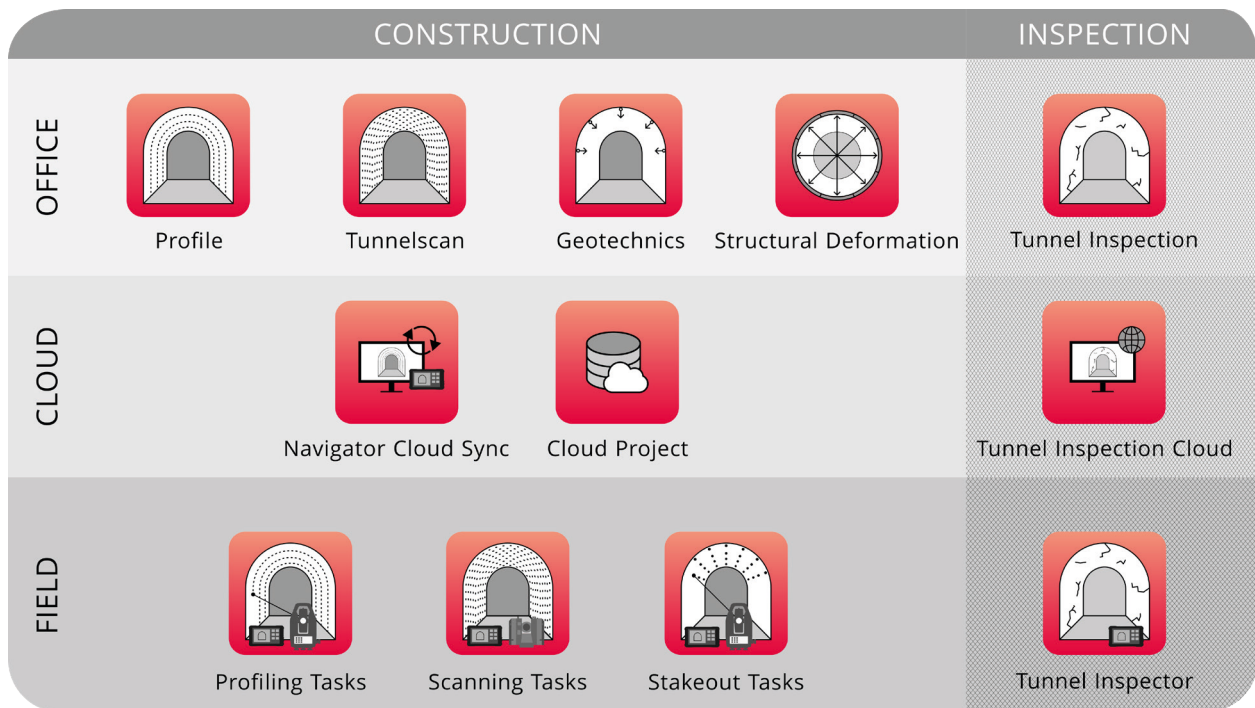 CONSTRUCTION
INSPECTION
OFFICE
Profile
Tunnelscan
Geotechnics
Structural Deformation
Tunnel Inspection
CLOUD
Navigator Cloud Sync
Cloud Project
Tunnel Inspection Cloud
FIELD
Profiling Tasks
Scanning Tasks
Stakeout Tasks
Tunnel Inspector